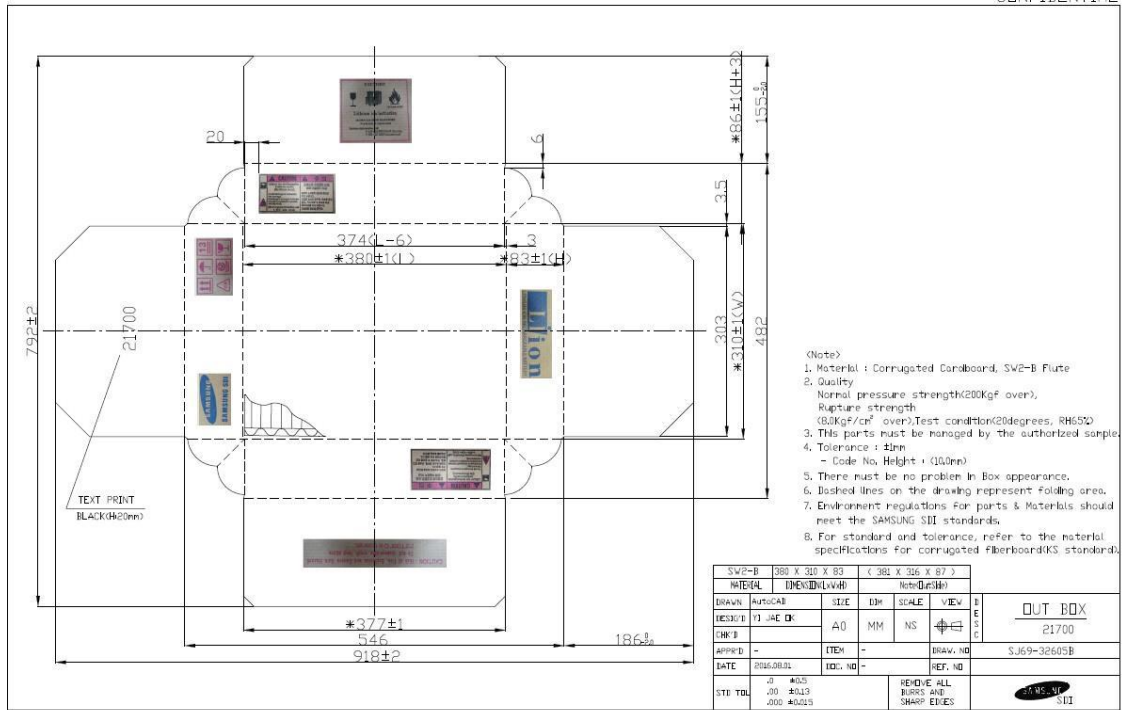 20
6
*86±1(H+3)
155
3.5
374(L-6)
3
*380±1(L)
*83±1(H)
Li ion
13
792±2
21700
303
*310±1(W)
482
SAMSUNG SDI
TEXT PRINT
BLACK(H:20mm)
*377±1
546
186
918±2
(Note)
1. Material : Corrugated Cardboard, SW2-B Flute
2. Quality
Normal pressure strength(200Kgf over),
Rupture strength
(8.0Kgf/cm² over),Test condition(20degrees, RH65%)
3. This parts must be managed by the authorized sample.
4. Tolerance : ±1mm
- Code No, Height : (10.0mm)
5. There must be no problem in Box appearance.
6. Dashed lines on the drawing represent folding area.
7. Environment regulations for parts & Materials should
meet the SAMSUNG SDI standards.
8. For standard and tolerance, refer to the material
specifications for corrugated fiberboard(KS standard).
SW2-B 380 X 310 X 83 ( 381 X 316 X 87 )
MATERIAL DIMENSION(LxWxH) Note(OutSide)
DRAWN AutoCAD SIZE DIM SCALE VIEW DESC OUT BOX
DESIG'D YI JAE OK A0 MM NS 21700
CHK'D
APPR'D - ITEM - DRAW. NO SJ69-32605B
DATE 2016.08.01. DOC. NO - REF. NO
STD TOL .0 ±0.5 REMOVE ALL
.00 ±0.13 BURRS AND
.000 ±0.015 SHARP EDGES
SAMSUNG SDI